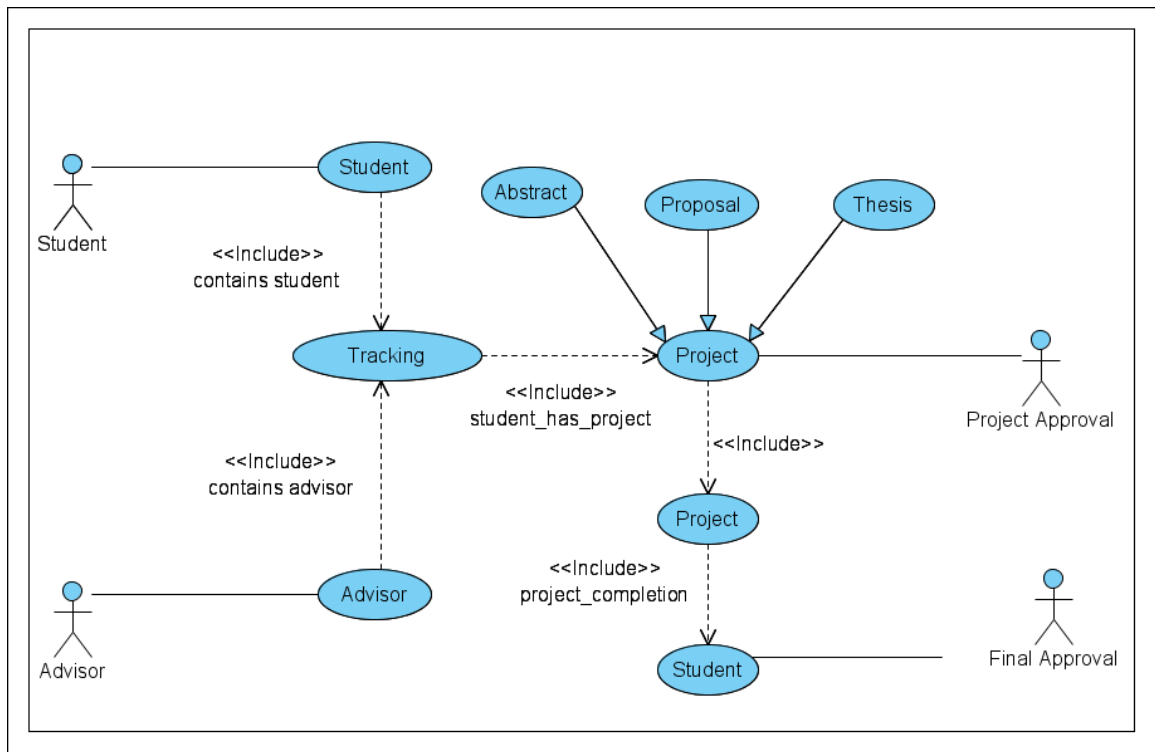 Student
Abstract
Proposal
Thesis
Student
<<Include>>
contains student
Tracking
Project
<<Include>>
student_has_project
Project Approval
<<Include>>
<<Include>>
contains advisor
Project
Advisor
<<Include>>
project_completion
Advisor
Student
Final Approval